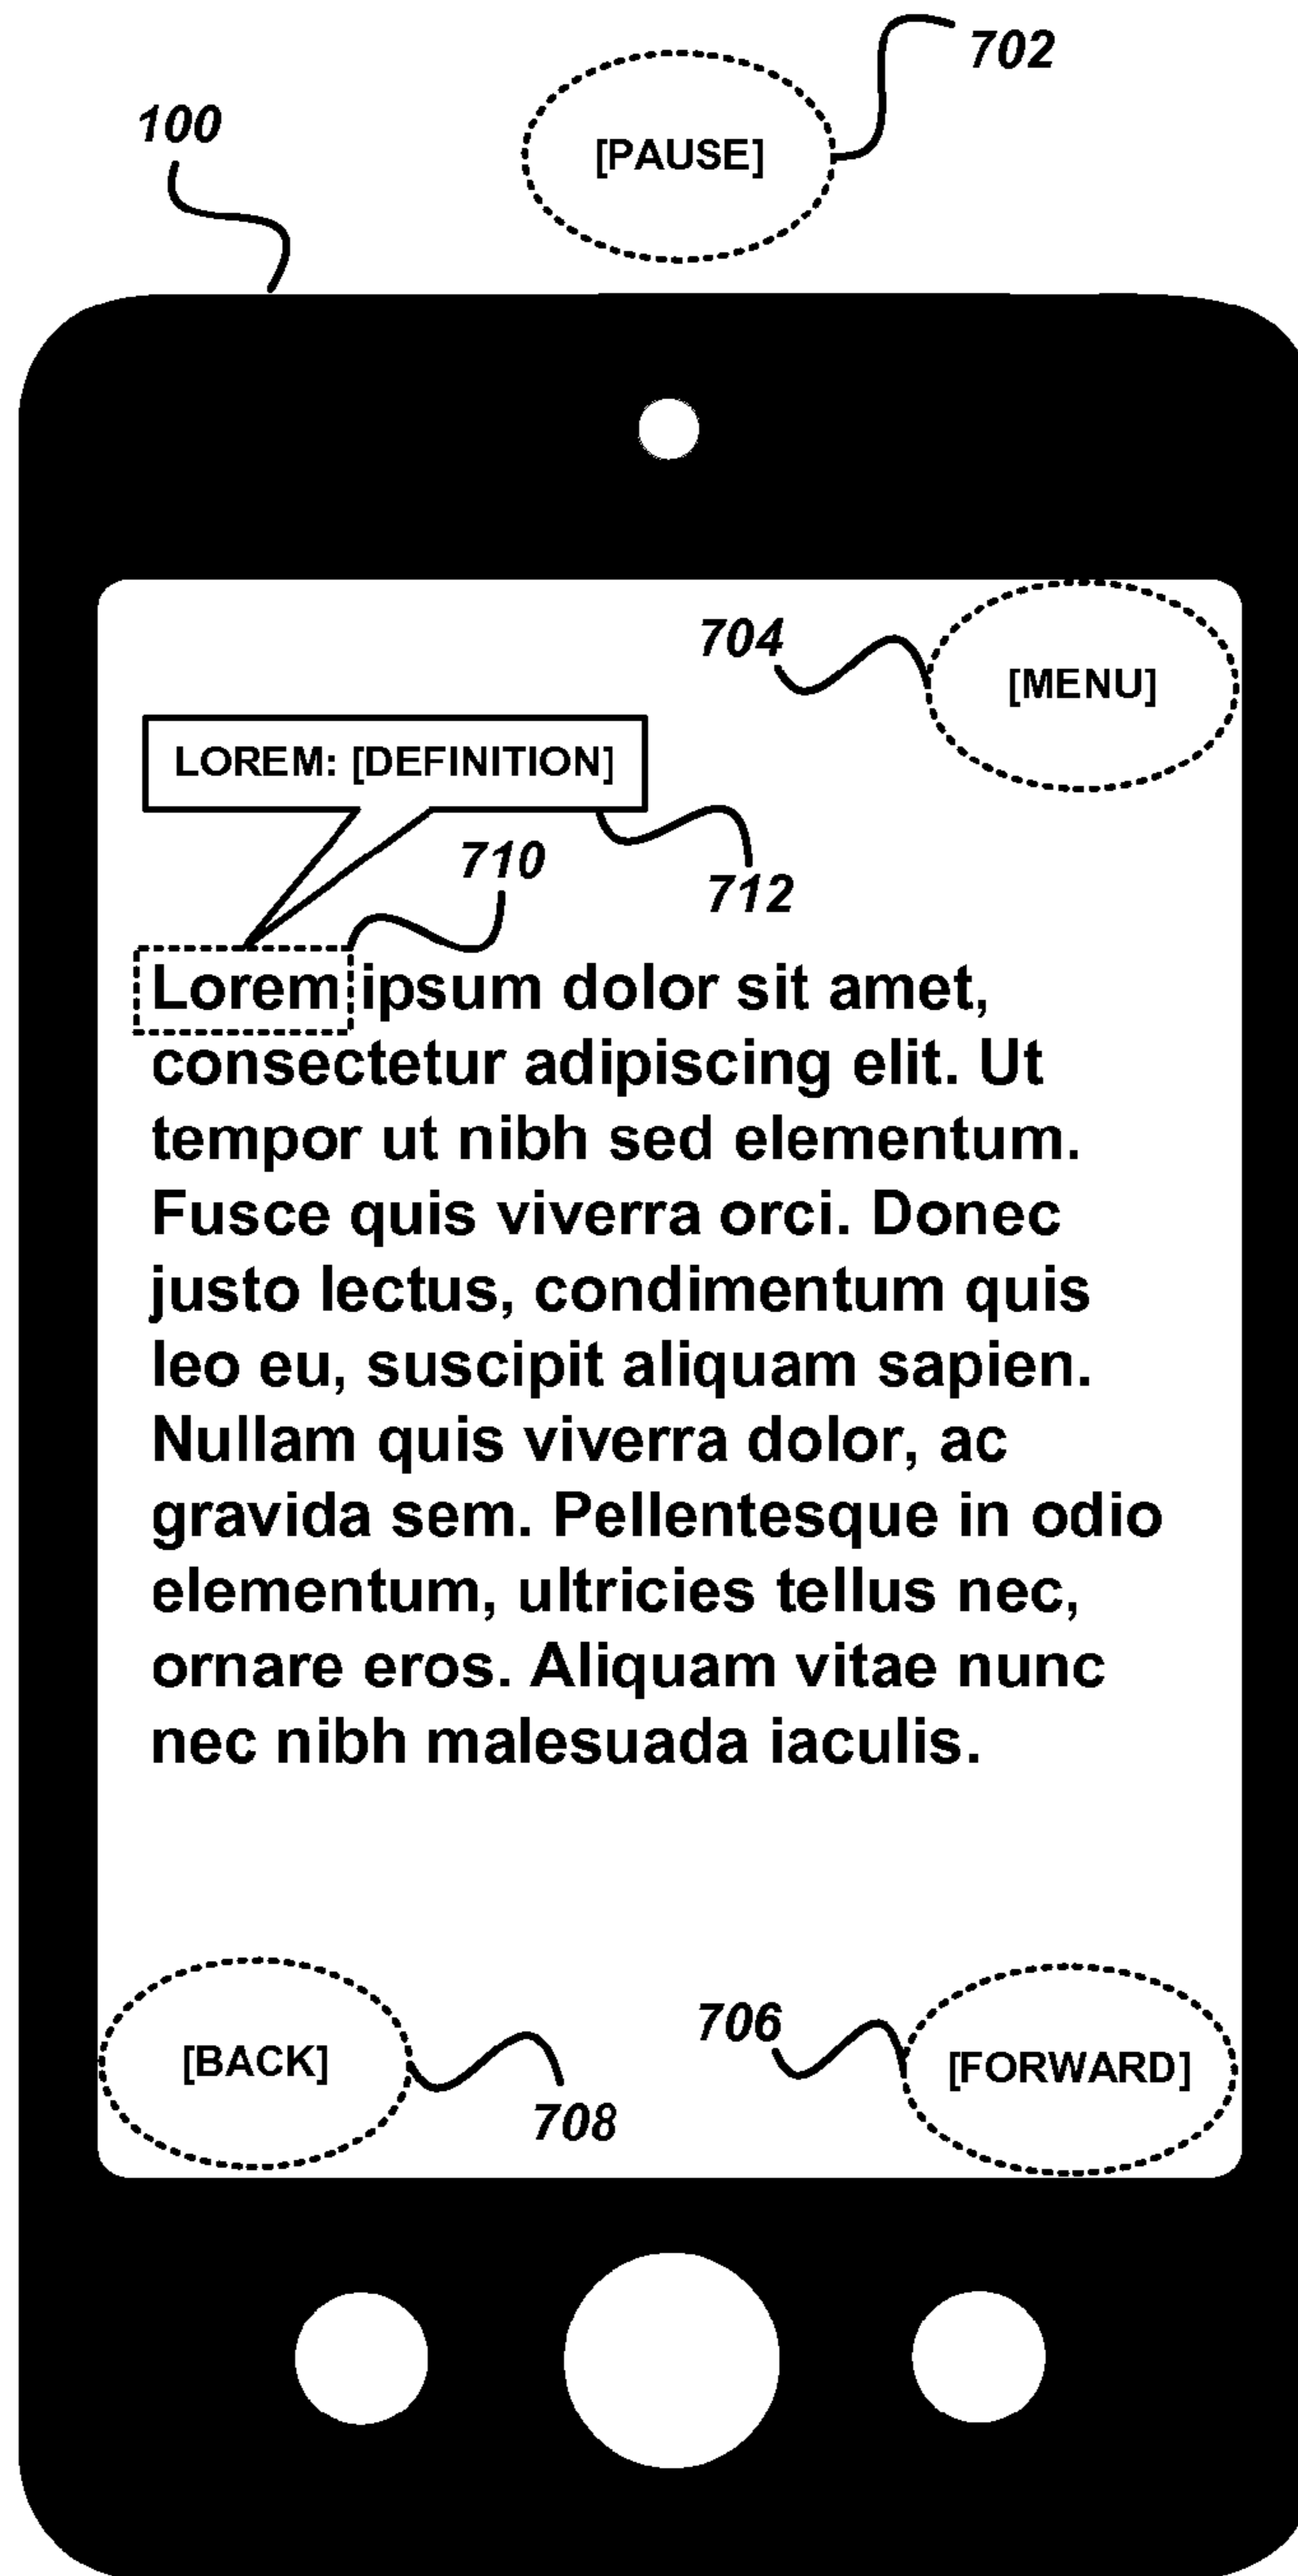 702
100
[PAUSE]
704
[MENU]
LOREM: [DEFINITION]
710
712
Lorem ipsum dolor sit amet,
consectetur adipiscing elit. Ut
tempor ut nibh sed elementum.
Fusce quis viverra orci. Donec
justo lectus, condimentum quis
leo eu, suscipit aliquam sapien.
Nullam quis viverra dolor, ac
gravida sem. Pellentesque in odio
elementum, ultricies tellus nec,
ornare eros. Aliquam vitae nunc
nec nibh malesuada iaculis.
706
[BACK]
[FORWARD]
708